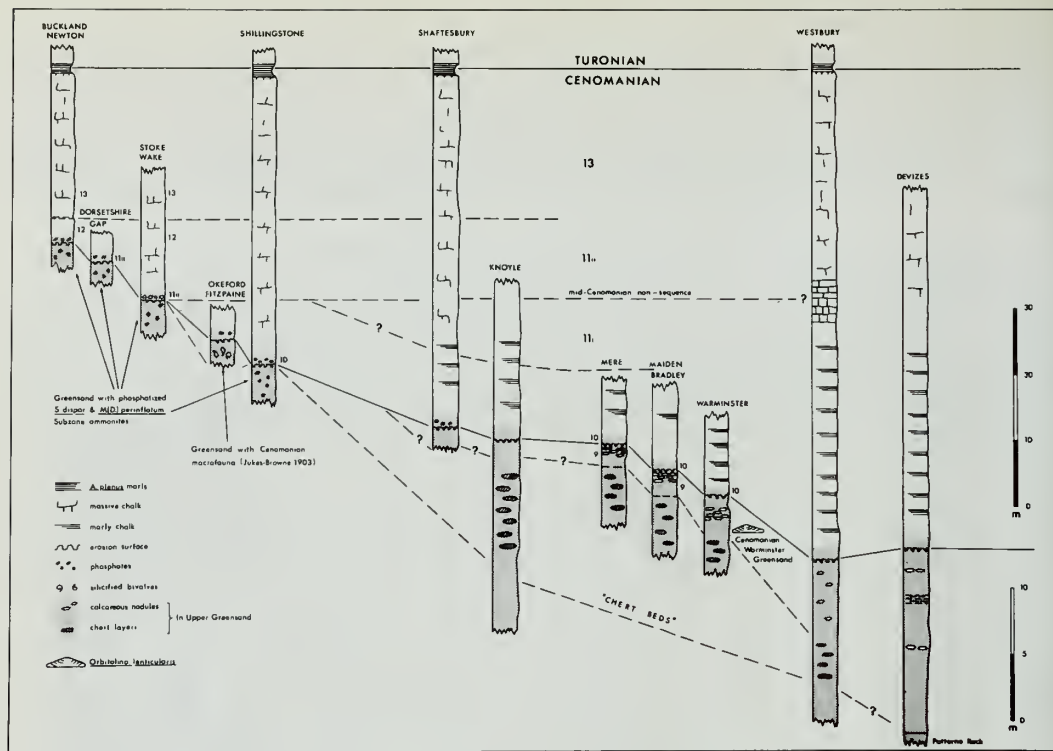 BUCKLAND
NEWTON
SHILLINGSTONE
SHAFTESBURY
WESTBURY
TURONIAN
CENOMANIAN
STOKE
WAKE
13
DEVIZES
13
13
DORSETSHIRE
GAP
12
12
11ii
11ii
KNOYLE
11ii
OKEFORD
FITZPAINE
mid-Cenomanian non-sequence
?
30
?
11i
MERE
MAIDEN
BRADLEY
10
20
Greensand with phosphatized
S dispar & M(D) perinflatum
Subzone ammonites
WARMINSTER
?
10
10
9
10
10
Greensand with Cenomanian
macrofauna (Jukes-Browne 1903)
?
?
9
10
A. plenus marls
massive chalk
0
m
marly chalk
erosion surface
Cenomanian
Warminster
Greensand
phosphates
silicified bivalves
calcareous nodules
In Upper Greensand
chert layers
"CHERT BEDS"
10
5
Orbitolina lenticularis
?
0
m
Potterne Rock